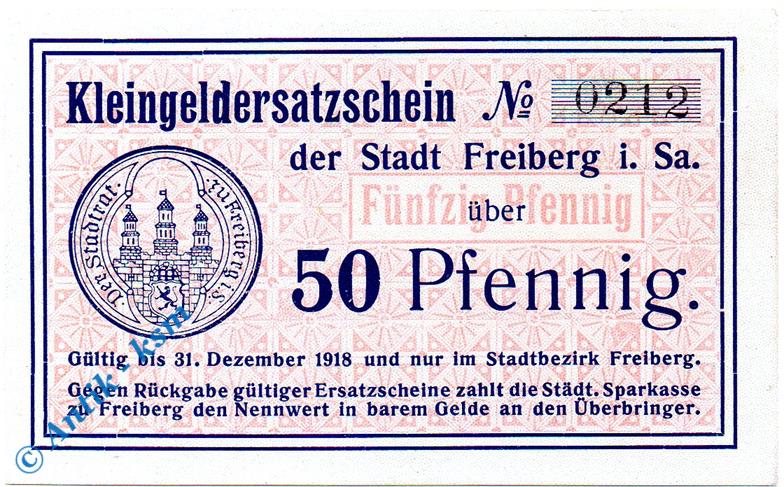 Kleingeldersatzschein № 0212
der Stadt Freiberg i. Sa.
Fünfzig Pfennig
über
50 Pfennig.
Der Stadtrat. zu Freiberg i. S.
Gültig bis 31. Dezember 1918 und nur im Stadtbezirk Freiberg.
Gegen Rückgabe gültiger Ersatzscheine zahlt die Städt. Sparkasse
zu Freiberg den Nennwert in barem Gelde an den Überbringer.
© Antik - ksm